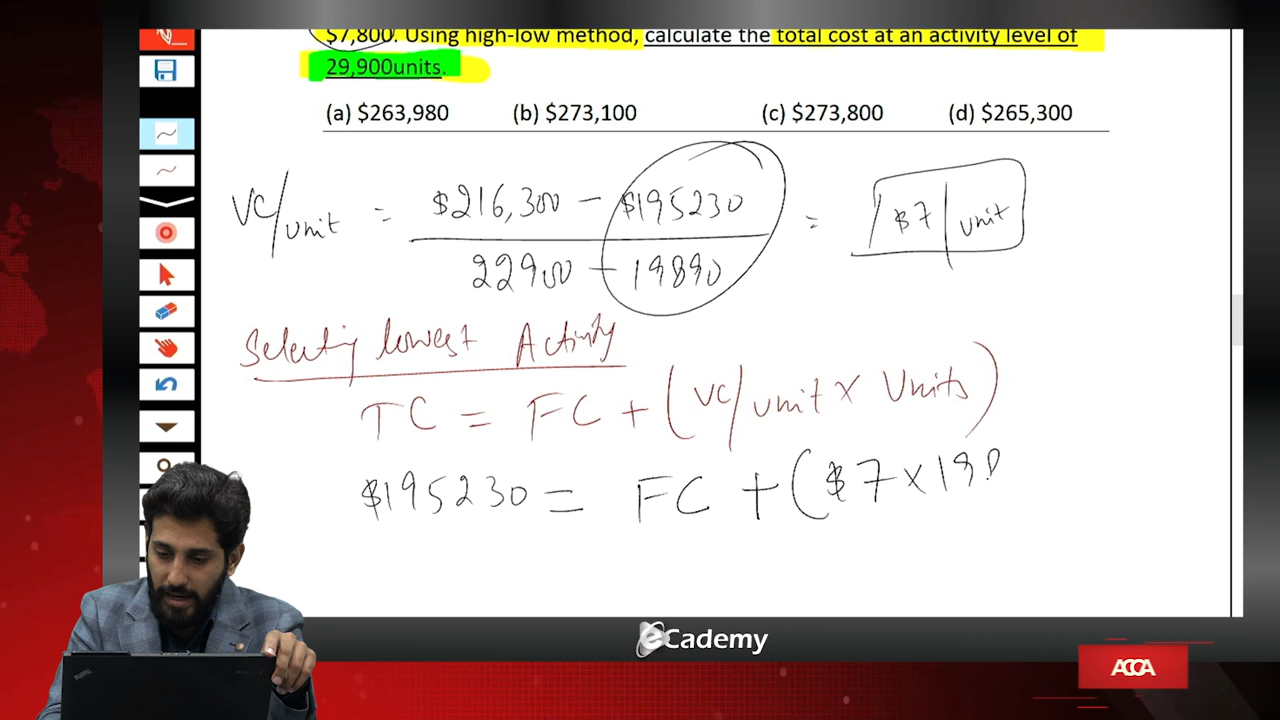 $7,800. Using high-low method, calculate the total cost at an activity level of
29,900units.
(a) $263,980 (b) $273,100 (c) $273,800 (d) $265,300
VC/unit = $216,300 - $195230 / 22900 - 19890 = $7 / unit
Selecting lowest Activity
TC = FC + (VC/unit x Units)
$195230 = FC + ($7 x 19
eCademy
ACCA